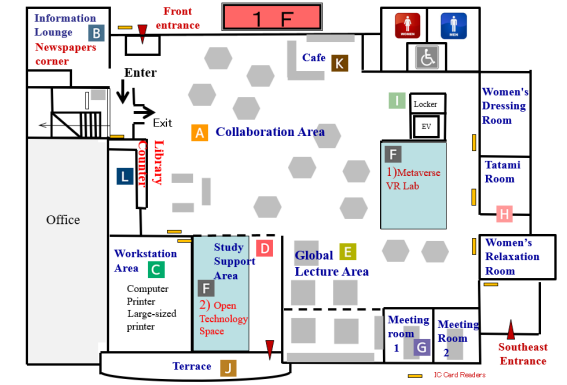 1 F
Front
entrance
Information
Lounge
B
Newspapers
corner
Cafe
K
WOMEN
MEN
Enter
Exit
I
Locker
EV
Women's
Dressing
Room
A
Collaboration Area
Library
Counter
L
F
1)Metaverse
VR Lab
Tatami
Room
H
Office
Workstation
Area
C
Computer
Printer
Large-sized
printer
Study
Support
Area
D
F
2) Open
Technology
Space
Global
E
Lecture Area
Women's
Relaxation
Room
Meeting
room
1
G
Meeting
Room
2
Southeast
Entrance
Terrace
J
IC Card Readers